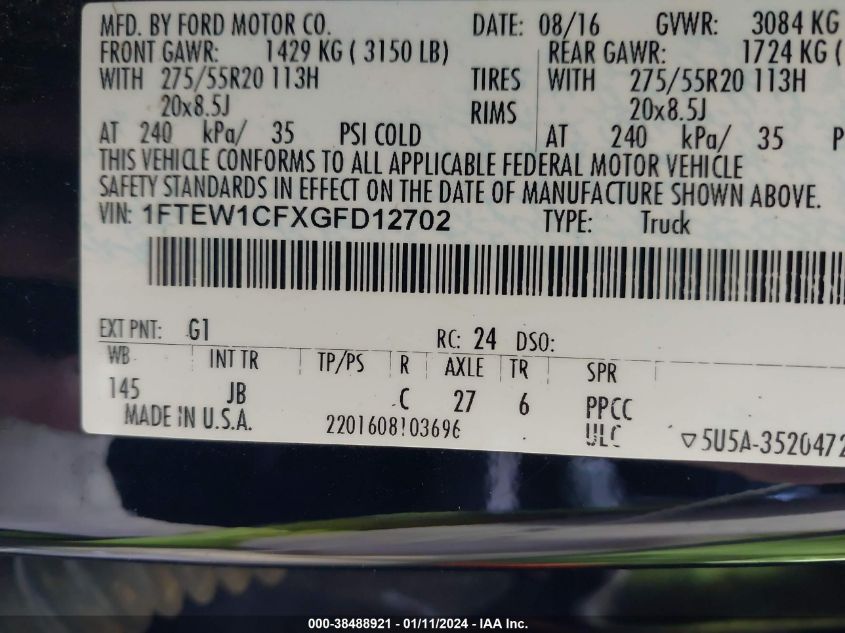 MFD. BY FORD MOTOR CO. DATE: 08/16 GVWR: 3084 KG
FRONT GAWR: 1429 KG ( 3150 LB) REAR GAWR: 1724 KG (
WITH 275/55R20 113H TIRES WITH 275/55R20 113H
20x8.5J RIMS 20x8.5J
AT 240 kPa/ 35 PSI COLD AT 240 kPa/ 35 P
THIS VEHICLE CONFORMS TO ALL APPLICABLE FEDERAL MOTOR VEHICLE
SAFETY STANDARDS IN EFFECT ON THE DATE OF MANUFACTURE SHOWN ABOVE.
VIN: 1FTEW1CFXGFD12702 TYPE: Truck
EXT PNT: G1 RC: 24 DSO:
WB INT TR TP/PS R AXLE TR SPR
145 JB C 27 6 PPCC
MADE IN U.S.A. 2201608103696 ULC ▽5U5A-3520472
000-38488921 - 01/11/2024 - IAAI Inc.